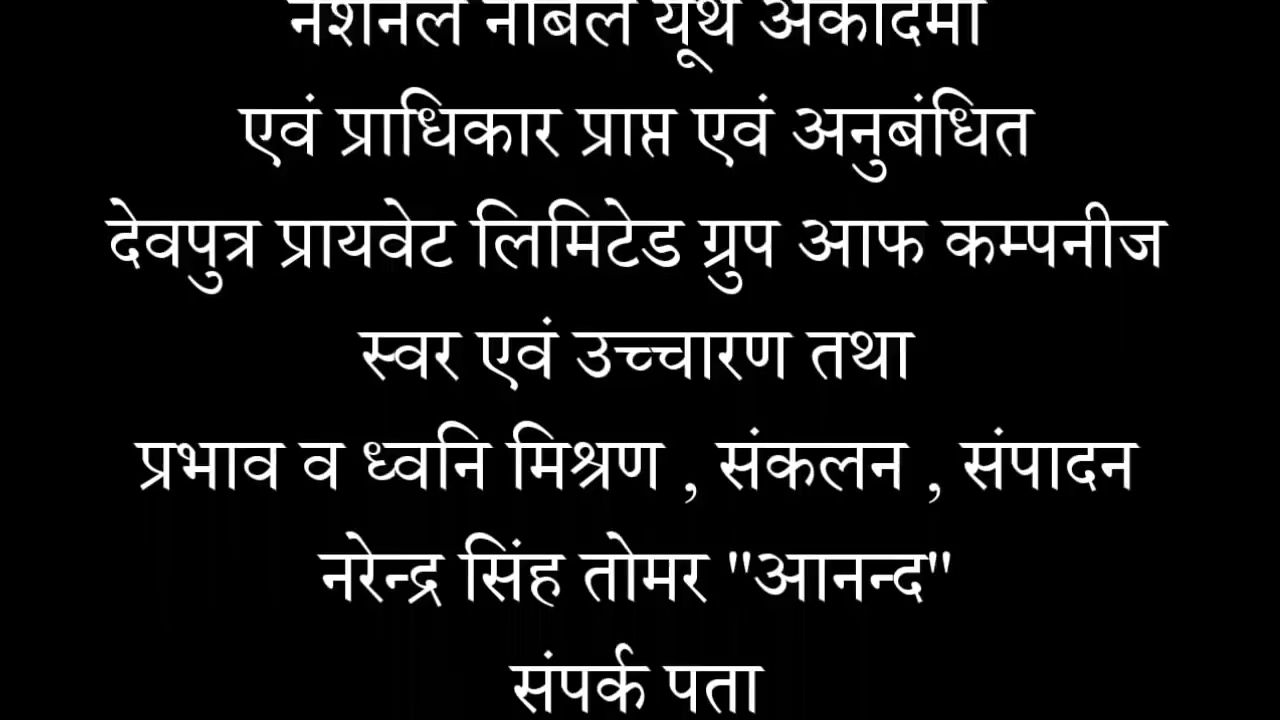 नेशनल नोबल यूथ अकादमी
एवं प्राधिकार प्राप्त एवं अनुबंधित
देवपुत्र प्रायवेट लिमिटेड ग्रुप आफ कम्पनीज
स्वर एवं उच्चारण तथा
प्रभाव व ध्वनि मिश्रण , संकलन , संपादन
नरेन्द्र सिंह तोमर "आनन्द"
संपर्क पता